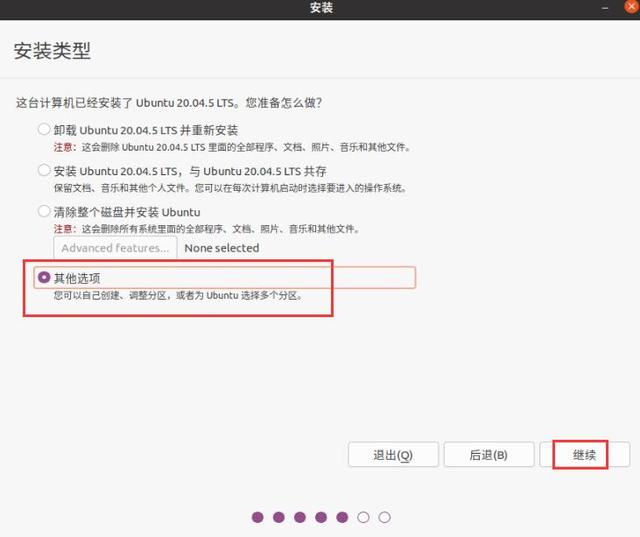 安装
安装类型
这台计算机已经安装了 Ubuntu 20.04.5 LTS。您准备怎么做?
卸载 Ubuntu 20.04.5 LTS 并重新安装
注意：这会删除 Ubuntu 20.04.5 LTS 里面的全部程序、文档、照片、音乐和其他文件。
安装 Ubuntu 20.04.5 LTS，与 Ubuntu 20.04.5 LTS 共存
保留文档、音乐和其他个人文件。您可以在每次计算机启动时选择要进入的操作系统。
清除整个磁盘并安装 Ubuntu
注意：这会删除所有系统里面的全部程序、文档、照片、音乐和其他文件。
Advanced features... None selected
其他选项
您可以自己创建、调整分区，或者为 Ubuntu 选择多个分区。
退出(Q) 后退(B) 继续